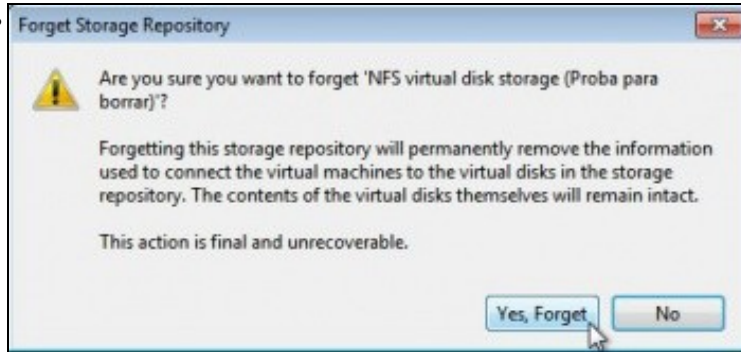 Forget Storage Repository
Are you sure you want to forget 'NFS virtual disk storage (Proba para
borrar)'?
Forgetting this storage repository will permanently remove the information
used to connect the virtual machines to the virtual disks in the storage
repository. The contents of the virtual disks themselves will remain intact.
This action is final and unrecoverable.
Yes, Forget
No